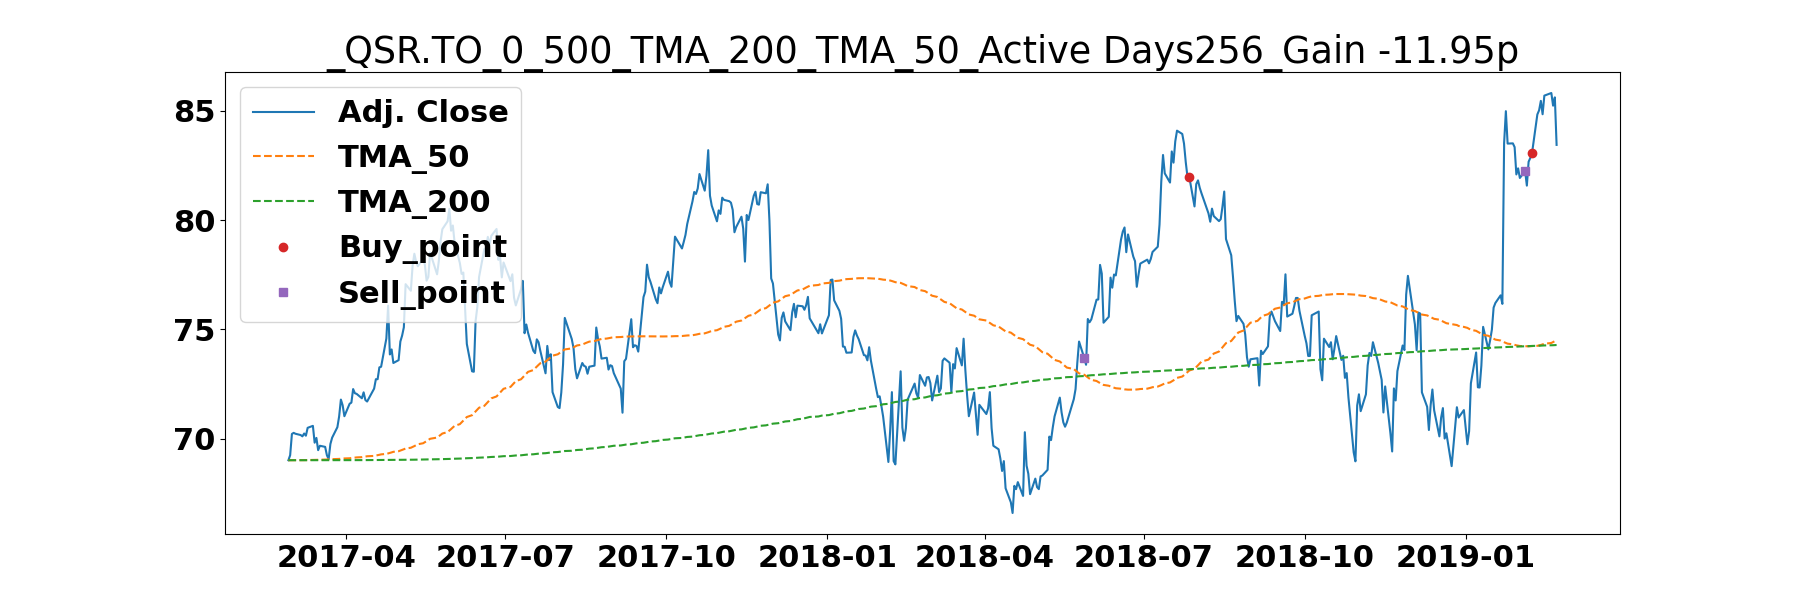 _QSR.TO_0_500_TMA_200_TMA_50_Active Days256_Gain -11.95p
85
80
75
70
Adj. Close
TMA_50
TMA_200
Buy_point
Sell_point
2017-04 2017-07 2017-10 2018-01 2018-04 2018-07 2018-10 2019-01